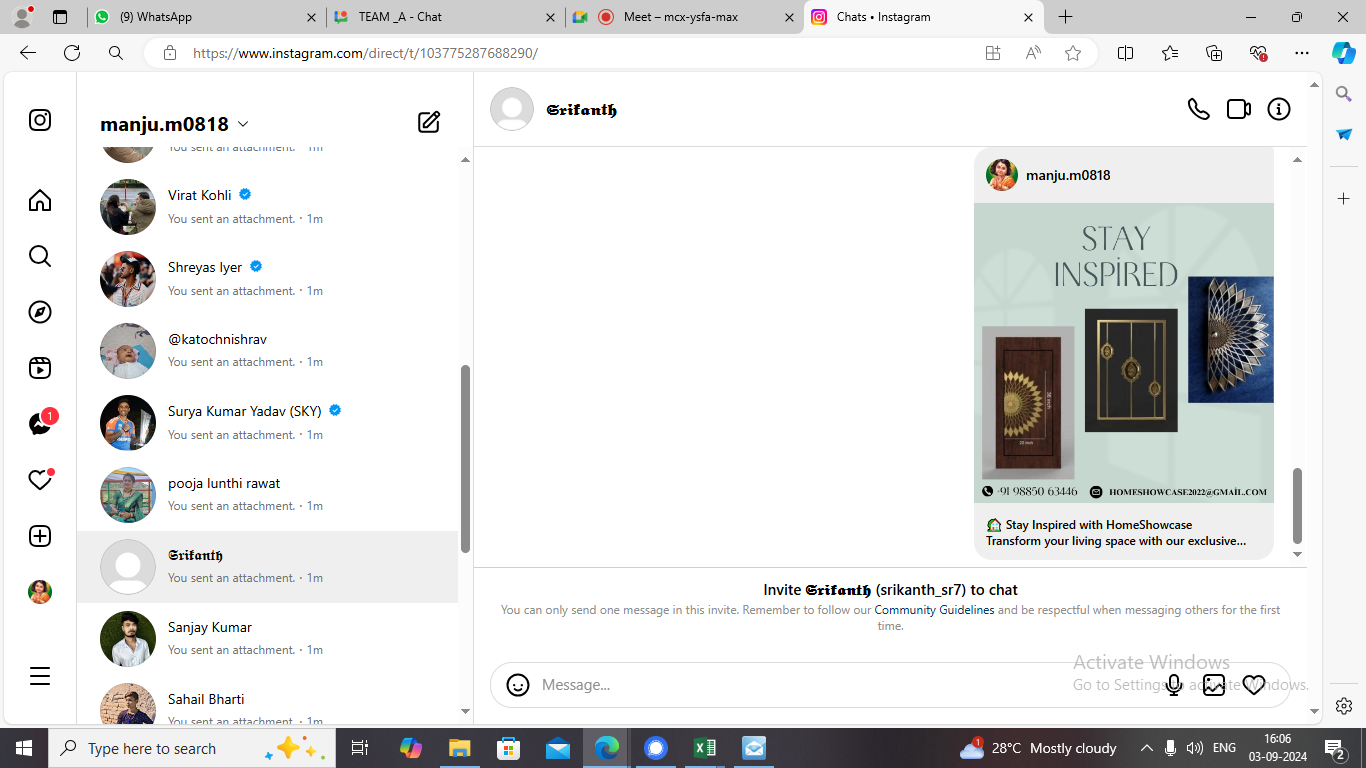 (9) WhatsApp
TEAM _A - Chat
Meet – mcx-ysfa-max
Chats • Instagram
https://www.instagram.com/direct/t/103775287688290/
manju.m0818
You sent an attachment. · 1m
Virat Kohli
You sent an attachment. · 1m
Shreyas Iyer
You sent an attachment. · 1m
@katochnishrav
You sent an attachment. · 1m
1
Surya Kumar Yadav (SKY)
You sent an attachment. · 1m
pooja lunthi rawat
You sent an attachment. · 1m
𝕾𝖗𝖎𝖐𝖆𝖓𝖙𝖍
You sent an attachment. · 1m
Sanjay Kumar
You sent an attachment. · 1m
Sahail Bharti
You sent an attachment. · 1m
𝕾𝖗𝖎𝖐𝖆𝖓𝖙𝖍
manju.m0818
STAY
INSPIRED
36 inch
20 inch
+91 98850 63446 HOMESHOWCASE2022@GMAIL.COM
🏡 Stay Inspired with HomeShowcase
Transform your living space with our exclusive...
Invite 𝕾𝖗𝖎𝖐𝖆𝖓𝖙𝖍 (srikanth_sr7) to chat
You can only send one message in this invite. Remember to follow our Community Guidelines and be respectful when messaging others for the first
time.
Message...
Activate Windows
Go to Settings to activate Windows.
Type here to search
1
28°C Mostly cloudy
ENG
16:06
03-09-2024
2